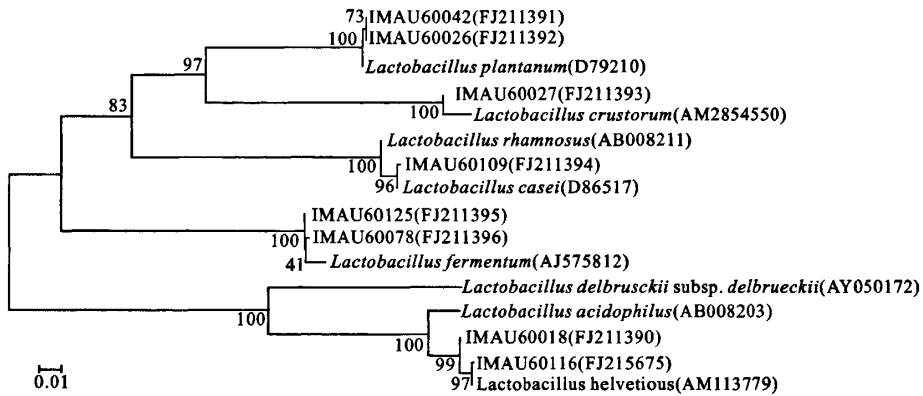 73
IMAU60042(FJ211391)
IMAU60026(FJ211392)
100
Lactobacillus plantanum(D79210)
97
IMAU60027(FJ211393)
100
Lactobacillus crustorum(AM2854550)
83
Lactobacillus rhamnosus(AB008211)
100
IMAU60109(FJ211394)
96
Lactobacillus casei(D86517)
IMAU60125(FJ211395)
100
IMAU60078(FJ211396)
41
Lactobacillus fermentum(AJ575812)
Lactobacillus delbrusckii subsp. delbrueckii(AY050172)
100
Lactobacillus acidophilus(AB008203)
100
IMAU60018(FJ211390)
99
IMAU60116(FJ215675)
97
Lactobacillus helvetious(AM113779)
0.01